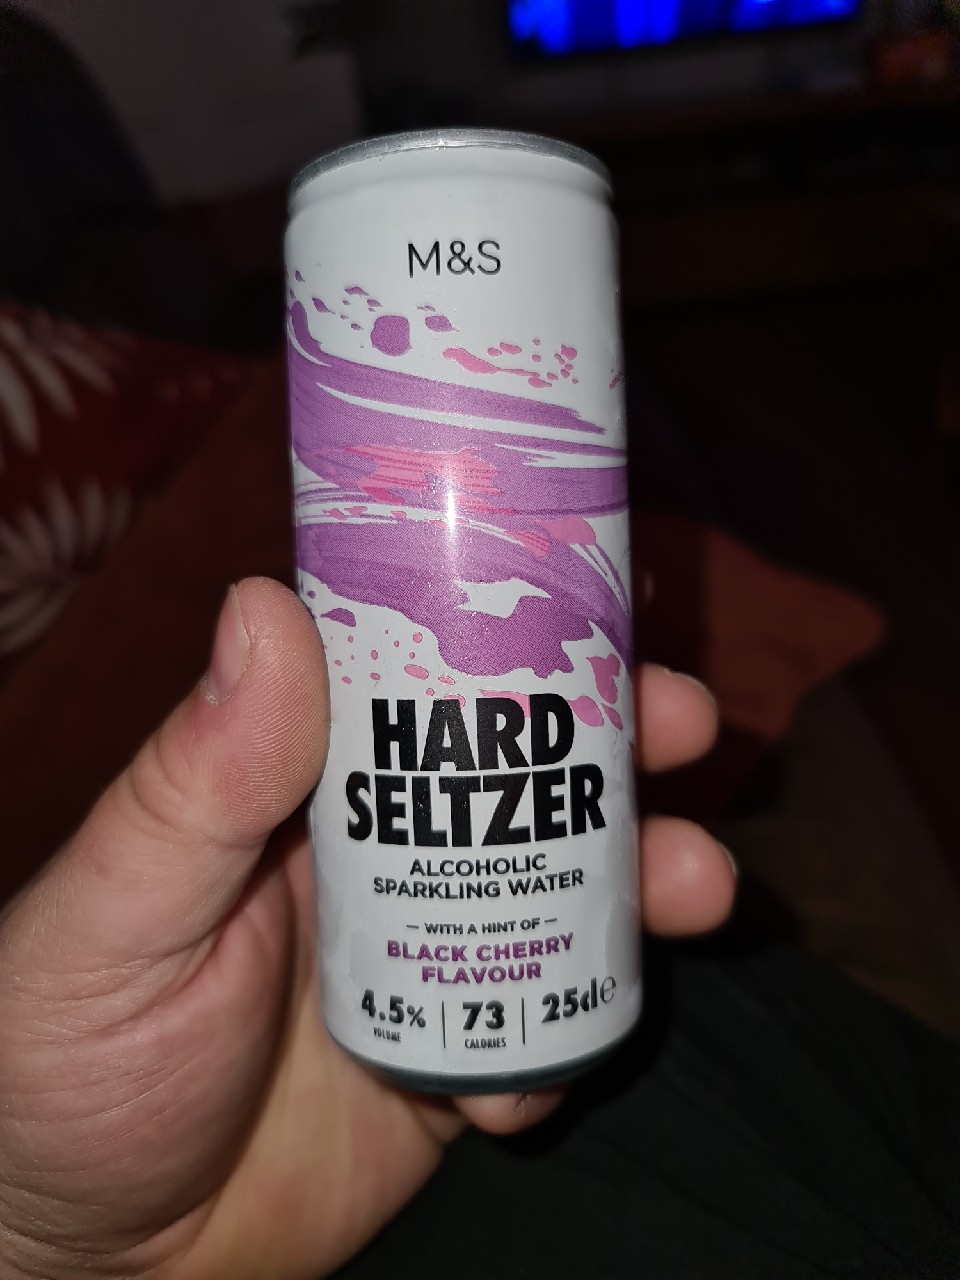 M&S
HARD
SELTZER
ALCOHOLIC
SPARKLING WATER
— WITH A HINT OF —
BLACK CHERRY
FLAVOUR
4.5% | 73 | 25cl℮
VOLUME CALORIES